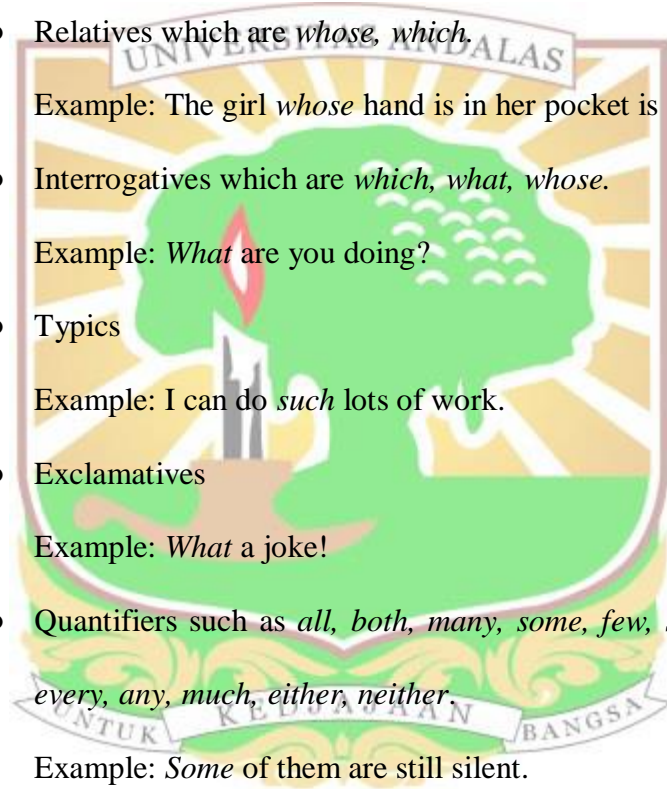 • Relatives which are whose, which.
UNIVERSITAS ANDALAS
Example: The girl whose hand is in her pocket is
• Interrogatives which are which, what, whose.
Example: What are you doing?
• Typics
Example: I can do such lots of work.
• Exclamatives
Example: What a joke!
• Quantifiers such as all, both, many, some, few,
every, any, much, either, neither.
UNTUK KEDJAJAAN BANGSA
Example: Some of them are still silent.